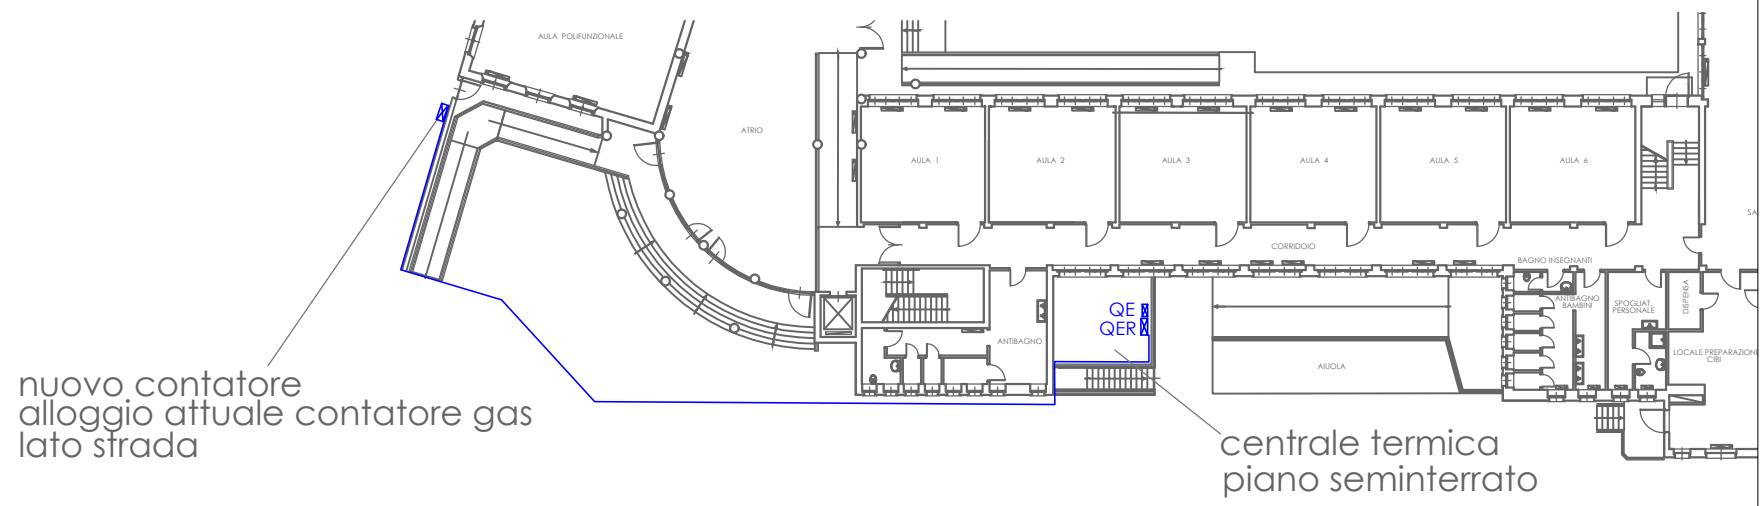 AULA POLIFUNZIONALE
ATRIO
AULA 1
AULA 2
AULA 3
AULA 4
AULA 5
AULA 6
SA
CORRIDOIO
BAGNO INSEGNANTI
ANTIBAGNO
BAMBINI
SPOGLIAT.
PERSONALE
DISPENSA
QE
QER
ANTIBAGNO
AIUOLA
LOCALE PREPARAZIONE
CIBI
nuovo contatore
alloggio attuale contatore gas
lato strada
centrale termica
piano seminterrato